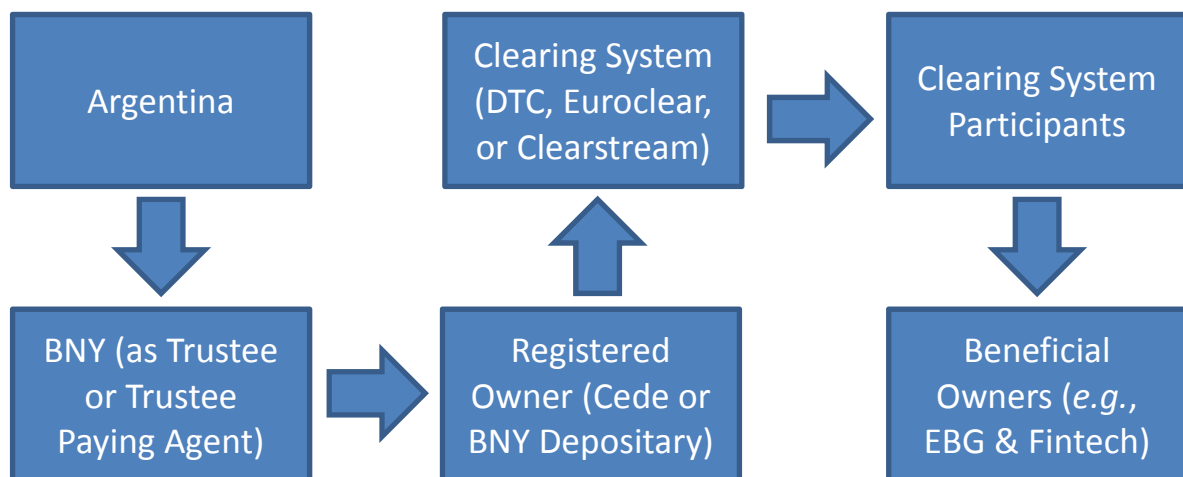 Argentina
BNY (as Trustee
or Trustee
Paying Agent)
Registered
Owner (Cede or
BNY Depositary)
Clearing System
(DTC, Euroclear,
or Clearstream)
Clearing System
Participants
Beneficial
Owners (e.g.,
EBG & Fintech)